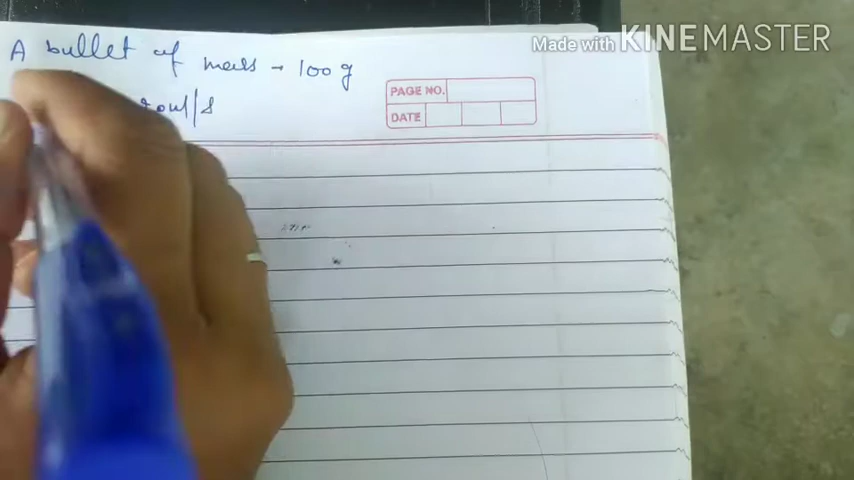 Made with KINEMASTER
A bullet of mass - 100 g
PAGE NO.
DATE